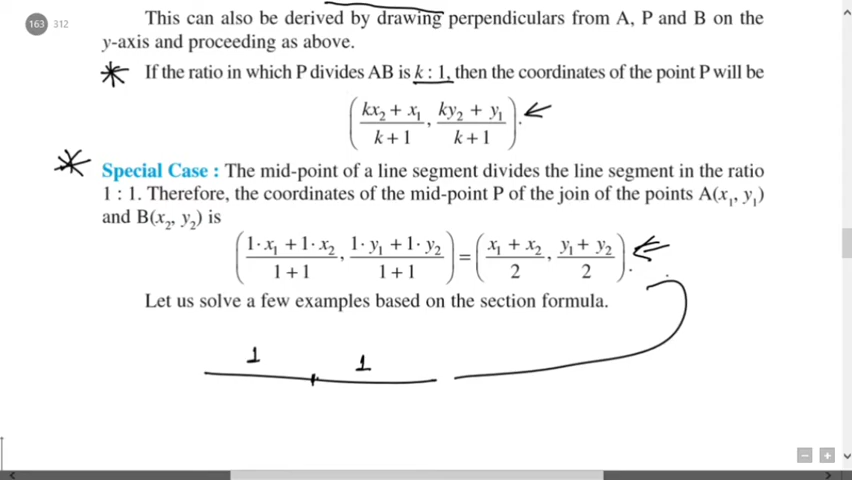 163 312
This can also be derived by drawing perpendiculars from A, P and B on the
y-axis and proceeding as above.
If the ratio in which P divides AB is k : 1, then the coordinates of the point P will be
(kx₂ + x₁ / k + 1, ky₂ + y₁ / k + 1).
Special Case : The mid-point of a line segment divides the line segment in the ratio
1 : 1. Therefore, the coordinates of the mid-point P of the join of the points A(x₁, y₁)
and B(x₂, y₂) is
(1·x₁ + 1·x₂ / 1 + 1, 1·y₁ + 1·y₂ / 1 + 1) = (x₁ + x₂ / 2, y₁ + y₂ / 2).
Let us solve a few examples based on the section formula.
1 1